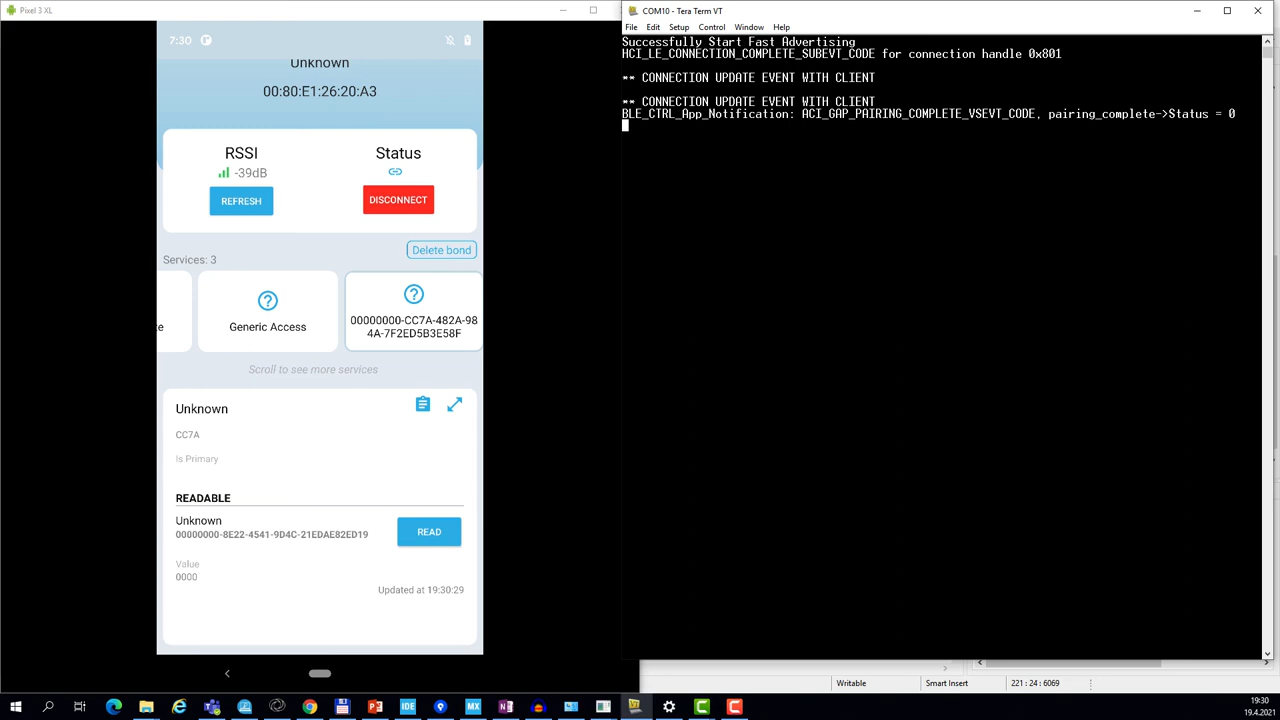 Pixel 3 XL
7:30
Unknown
00:80:E1:26:20:A3
RSSI
-39dB
REFRESH
Status
DISCONNECT
Delete bond
Services: 3
te
Generic Access
00000000-CC7A-482A-98
4A-7F2ED5B3E58F
Scroll to see more services
Unknown
CC7A
Is Primary
READABLE
Unknown
00000000-8E22-4541-9D4C-21EDAE82ED19
READ
Value
0000
Updated at 19:30:29
COM10 - Tera Term VT
File Edit Setup Control Window Help
Successfully Start Fast Advertising
HCI_LE_CONNECTION_COMPLETE_SUBEVT_CODE for connection handle 0x801
** CONNECTION UPDATE EVENT WITH CLIENT
** CONNECTION UPDATE EVENT WITH CLIENT
BLE_CTRL_App_Notification: ACI_GAP_PAIRING_COMPLETE_VSEVT_CODE, pairing_complete->Status = 0
Writable
Smart Insert
221 : 24 : 6069
IDE
MX
19:30
19.4.2021